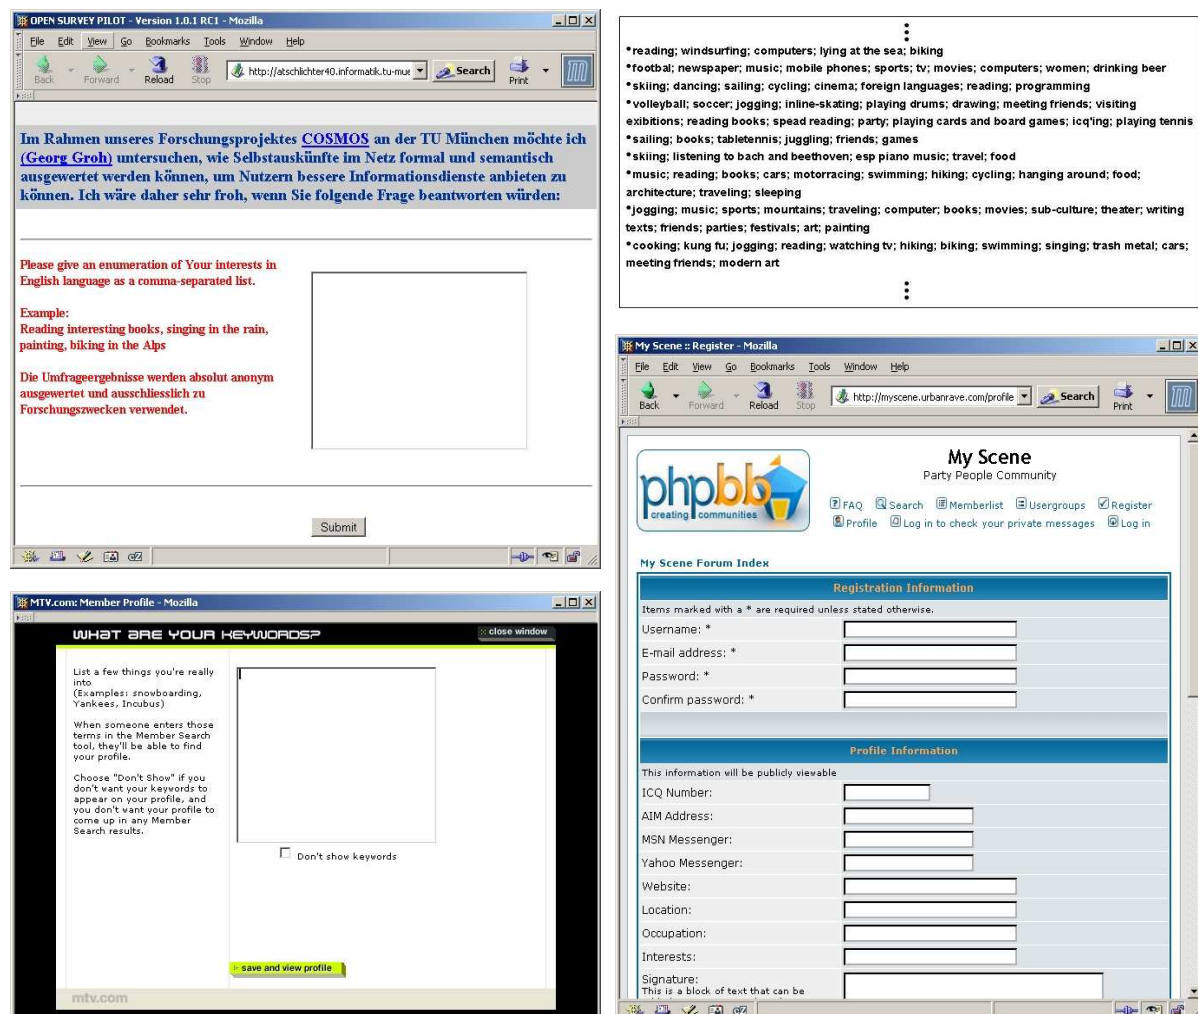 OPEN SURVEY PILOT - Version 1.0.1 RC1 - Mozilla
File Edit View Go Bookmarks Tools Window Help
Back Forward Reload Stop http://atschlichter40.informatik.tu-mue Search Print
Im Rahmen unseres Forschungsprojektes COSMOS an der TU München möchte ich
(Georg Groh) untersuchen, wie Selbstauskünfte im Netz formal und semantisch
ausgewertet werden können, um Nutzern bessere Informationsdienste anbieten zu
können. Ich wäre daher sehr froh, wenn Sie folgende Frage beantworten würden:
Please give an enumeration of Your interests in
English language as a comma-separated list.
Example:
Reading interesting books, singing in the rain,
painting, biking in the Alps
Die Umfrageergebnisse werden absolut anonym
ausgewertet und ausschliesslich zu
Forschungszwecken verwendet.
Submit
•reading; windsurfing; computers; lying at the sea; biking
•footbal; newspaper; music; mobile phones; sports; tv; movies; computers; women; drinking beer
•skiing; dancing; sailing; cycling; cinema; foreign languages; reading; programming
•volleyball; soccer; jogging; inline-skating; playing drums; drawing; meeting friends; visiting
exibitions; reading books; spead reading; party; playing cards and board games; icq'ing; playing tennis
•sailing; books; tabletennis; juggling; friends; games
•skiing; listening to bach and beethoven; esp piano music; travel; food
•music; reading; books; cars; motorracing; swimming; hiking; cycling; hanging around; food;
architecture; traveling; sleeping
•jogging; music; sports; mountains; traveling; computer; books; movies; sub-culture; theater; writing
texts; friends; parties; festivals; art; painting
•cooking; kung fu; jogging; reading; watching tv; hiking; biking; swimming; singing; trash metal; cars;
meeting friends; modern art
MTV.com: Member Profile - Mozilla
WHAT ARE YOUR KEYWORDS?
:: close window
List a few things you're really
into
(Examples: snowboarding,
Yankees, Incubus)
When someone enters those
terms in the Member Search
tool, they'll be able to find
your profile.
Choose "Don't Show" if you
don't want your keywords to
appear on your profile, and
you don't want your profile to
come up in any Member
Search results.
Don't show keywords
save and view profile
mtv.com
My Scene :: Register - Mozilla
File Edit View Go Bookmarks Tools Window Help
Back Forward Reload Stop http://myscene.urbanrave.com/profile Search Print
phpbb
creating communities
My Scene
Party People Community
FAQ Search Memberlist Usergroups Register
Profile Log in to check your private messages Log in
My Scene Forum Index
Registration Information
Items marked with a * are required unless stated otherwise.
Username: *
E-mail address: *
Password: *
Confirm password: *
Profile Information
This information will be publicly viewable
ICQ Number:
AIM Address:
MSN Messenger:
Yahoo Messenger:
Website:
Location:
Occupation:
Interests:
Signature:
This is a block of text that can be